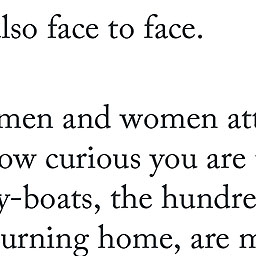 also face to face.
men and women att
ow curious you are
y-boats, the hundre
urning home, are m